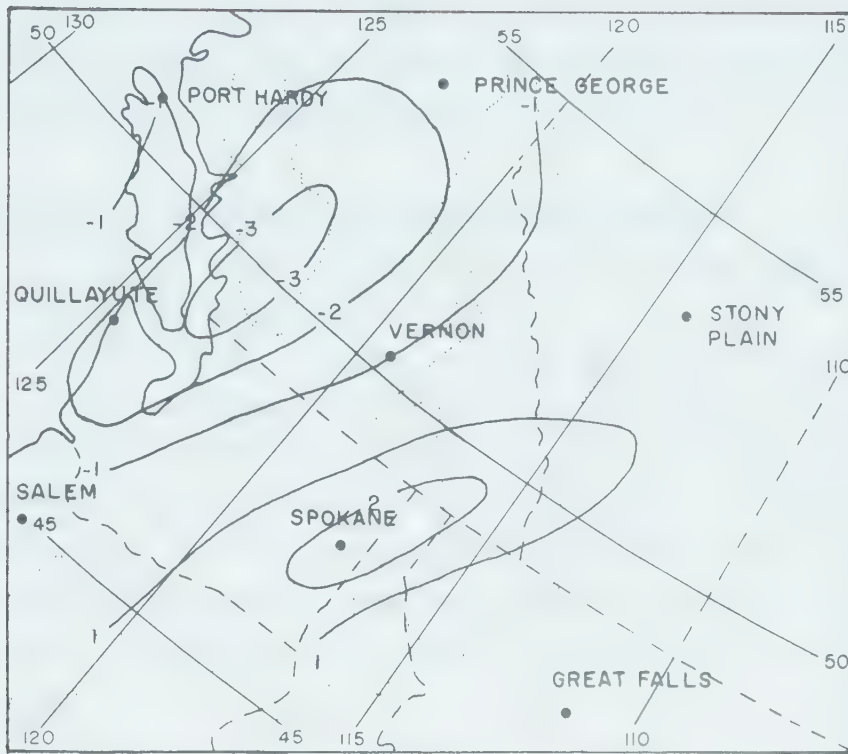 130
50
125
55
120
115
PORT HARDY
-1
PRINCE GEORGE
-1
-1
-2
-3
-3
-2
QUILLAYUTE
VERNON
STONY
PLAIN
55
110
125
-1
SALEM
45
2
SPOKANE
1
1
50
GREAT FALLS
120
45
115
110